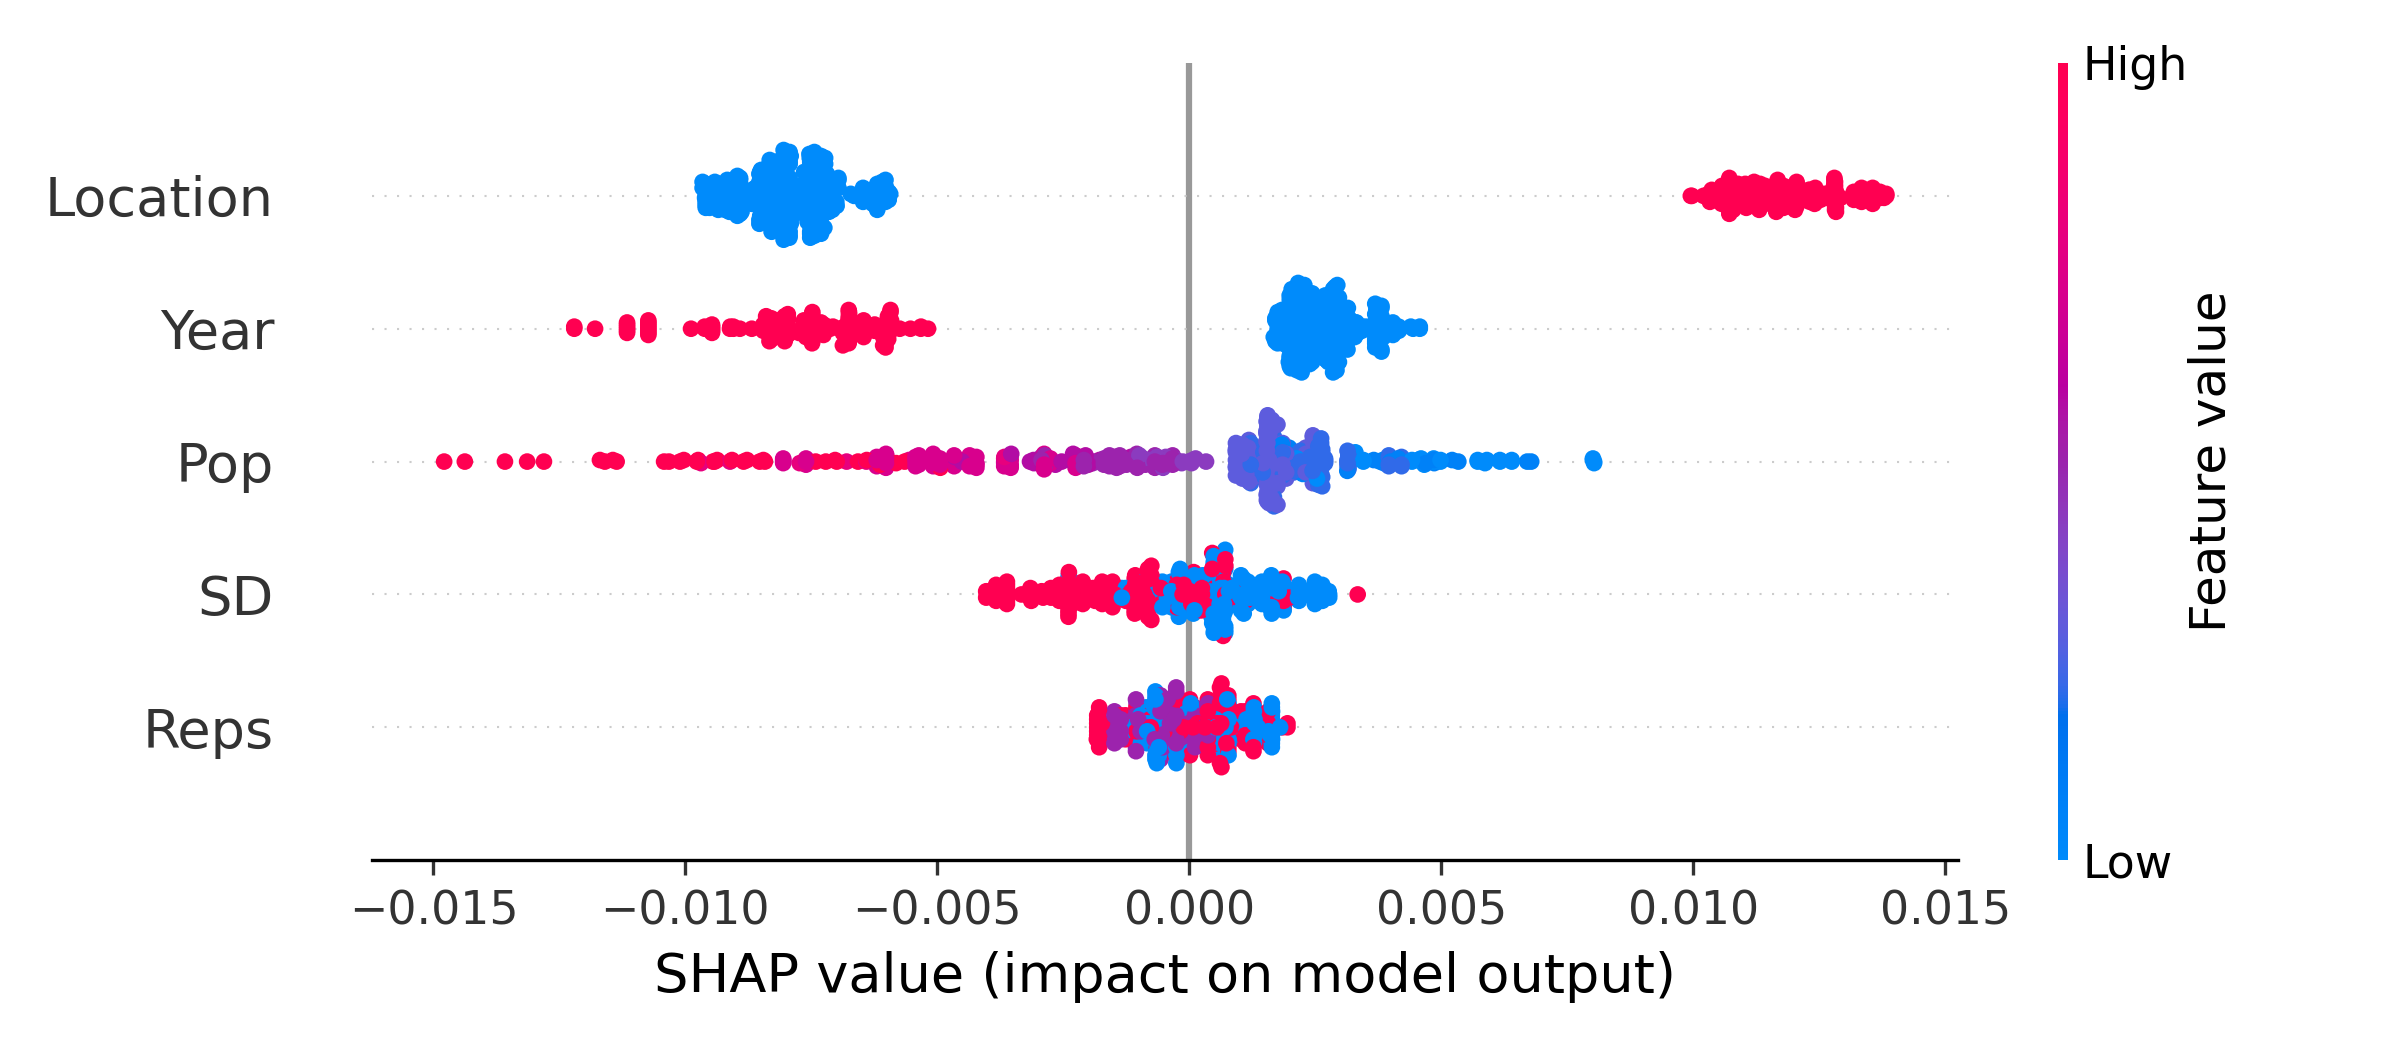 High
Location
Year
Pop
SD
Reps
Feature value
Low
−0.015 −0.010 −0.005 0.000 0.005 0.010 0.015
SHAP value (impact on model output)